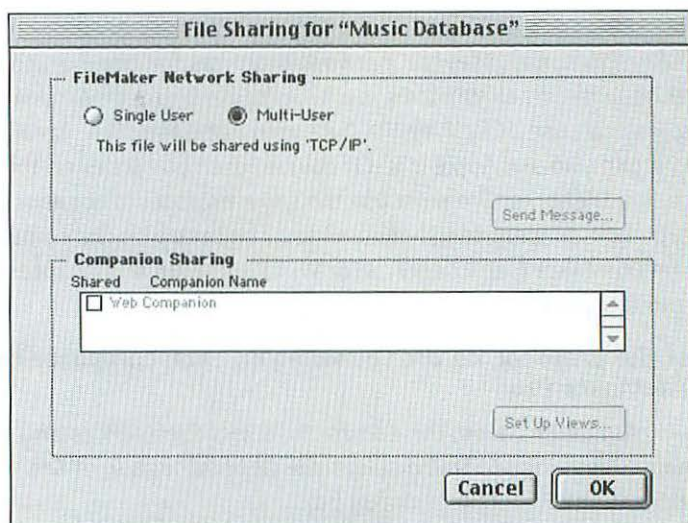 File Sharing for “Music Database”
FileMaker Network Sharing
Single User Multi-User
This file will be shared using 'TCP/IP'.
Send Message...
Companion Sharing
Shared Companion Name
Web Companion
Set Up Views...
Cancel OK